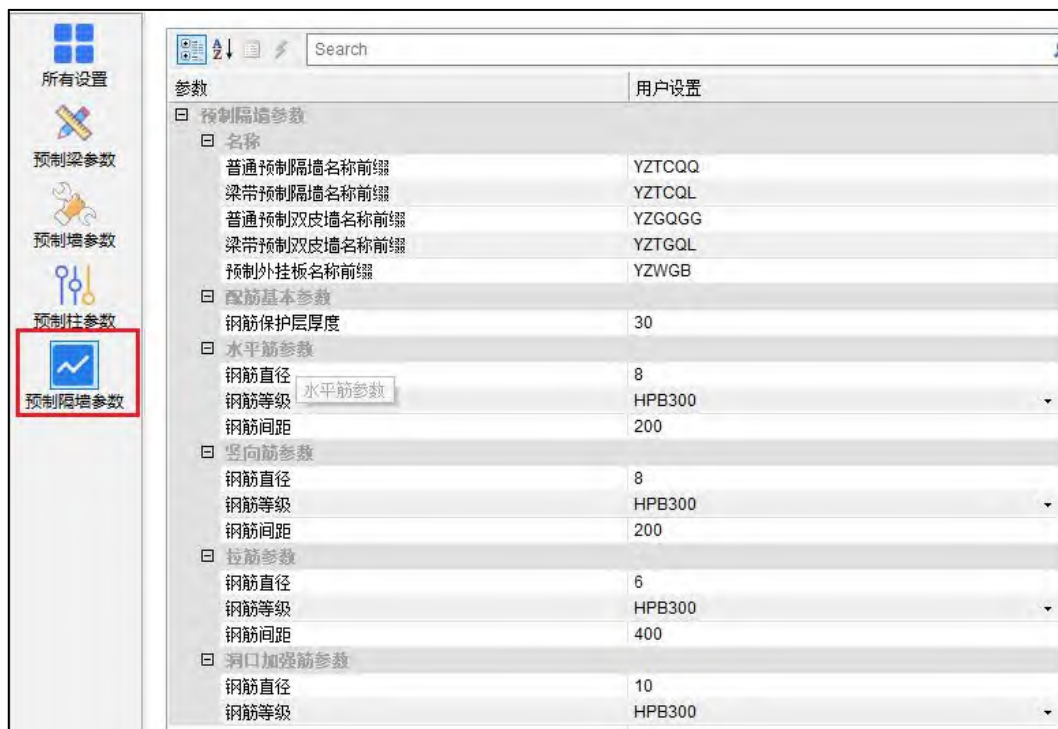 所有设置
预制梁参数
预制墙参数
预制柱参数
预制隔墙参数
Search
参数 用户设置
预制隔墙参数
名称
普通预制隔墙名称前缀 YZTCQQ
梁带预制隔墙名称前缀 YZTCQL
普通预制双皮墙名称前缀 YZGQGG
梁带预制双皮墙名称前缀 YZTGQL
预制外挂板名称前缀 YZWGB
配筋基本参数
钢筋保护层厚度 30
水平筋参数
钢筋直径 8
水平筋参数
钢筋等级 HPB300
钢筋间距 200
竖向筋参数
钢筋直径 8
钢筋等级 HPB300
钢筋间距 200
拉筋参数
钢筋直径 6
钢筋等级 HPB300
钢筋间距 400
洞口加强筋参数
钢筋直径 10
钢筋等级 HPB300